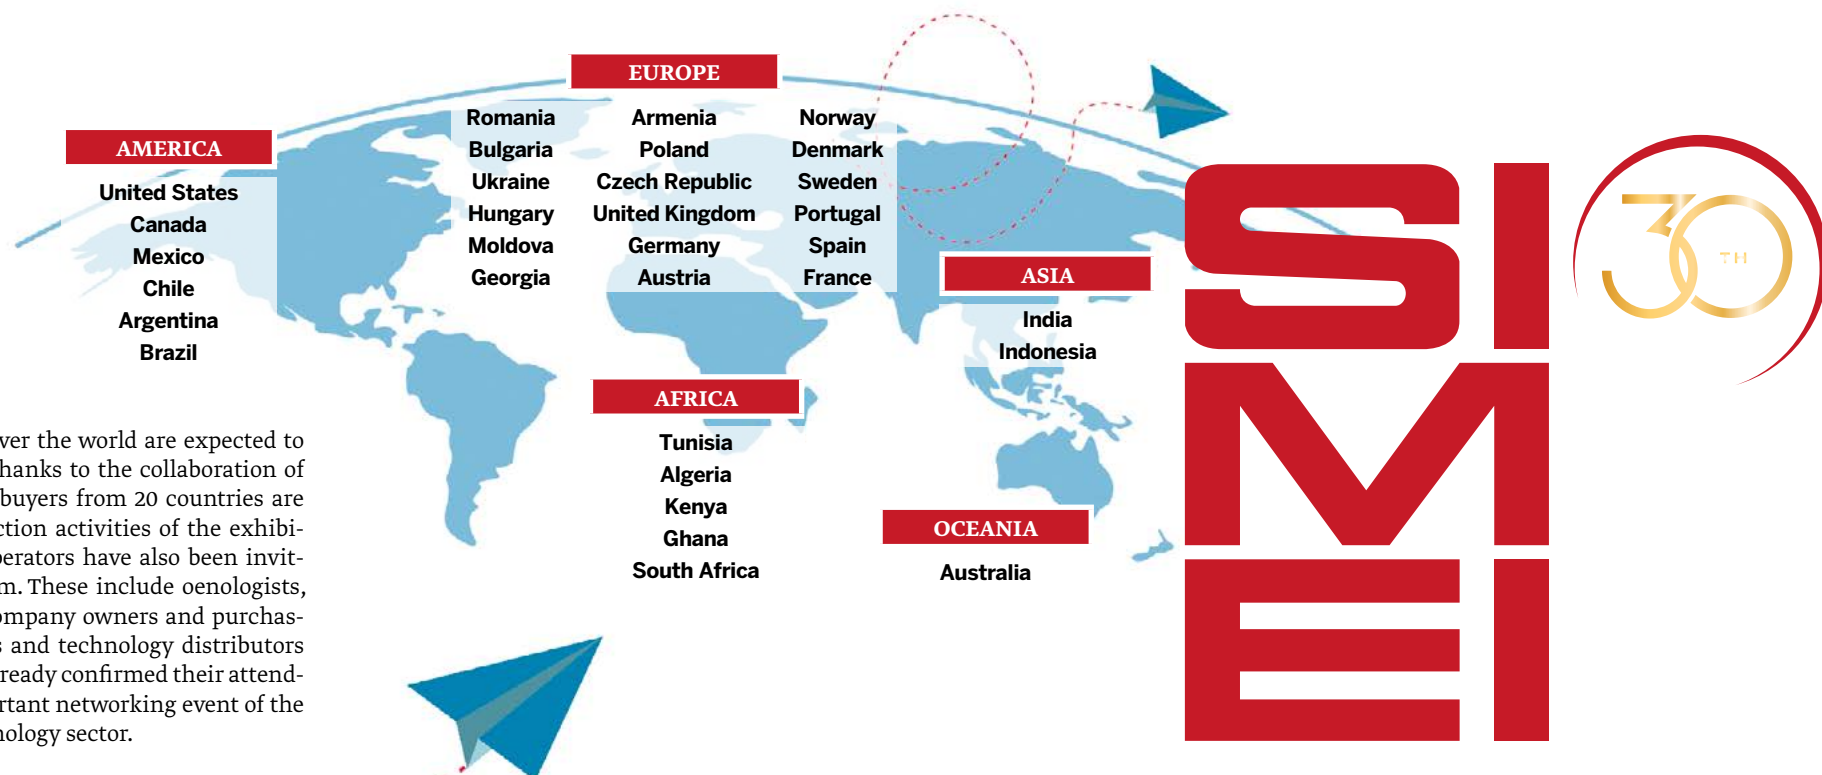 EUROPE
Romania
Bulgaria
Ukraine
Hungary
Moldova
Georgia
Armenia
Poland
Czech Republic
United Kingdom
Germany
Austria
Norway
Denmark
Sweden
Portugal
Spain
France
AMERICA
United States
Canada
Mexico
Chile
Argentina
Brazil
ASIA
India
Indonesia
AFRICA
Tunisia
Algeria
Kenya
Ghana
South Africa
OCEANIA
Australia
SI
M
EI
30
TH
ver the world are expected to
hanks to the collaboration of
buyers from 20 countries are
ction activities of the exhibi-
perators have also been invit-
m. These include oenologists,
ompany owners and purchas-
s and technology distributors
ready confirmed their attend-
rtant networking event of the
nology sector.